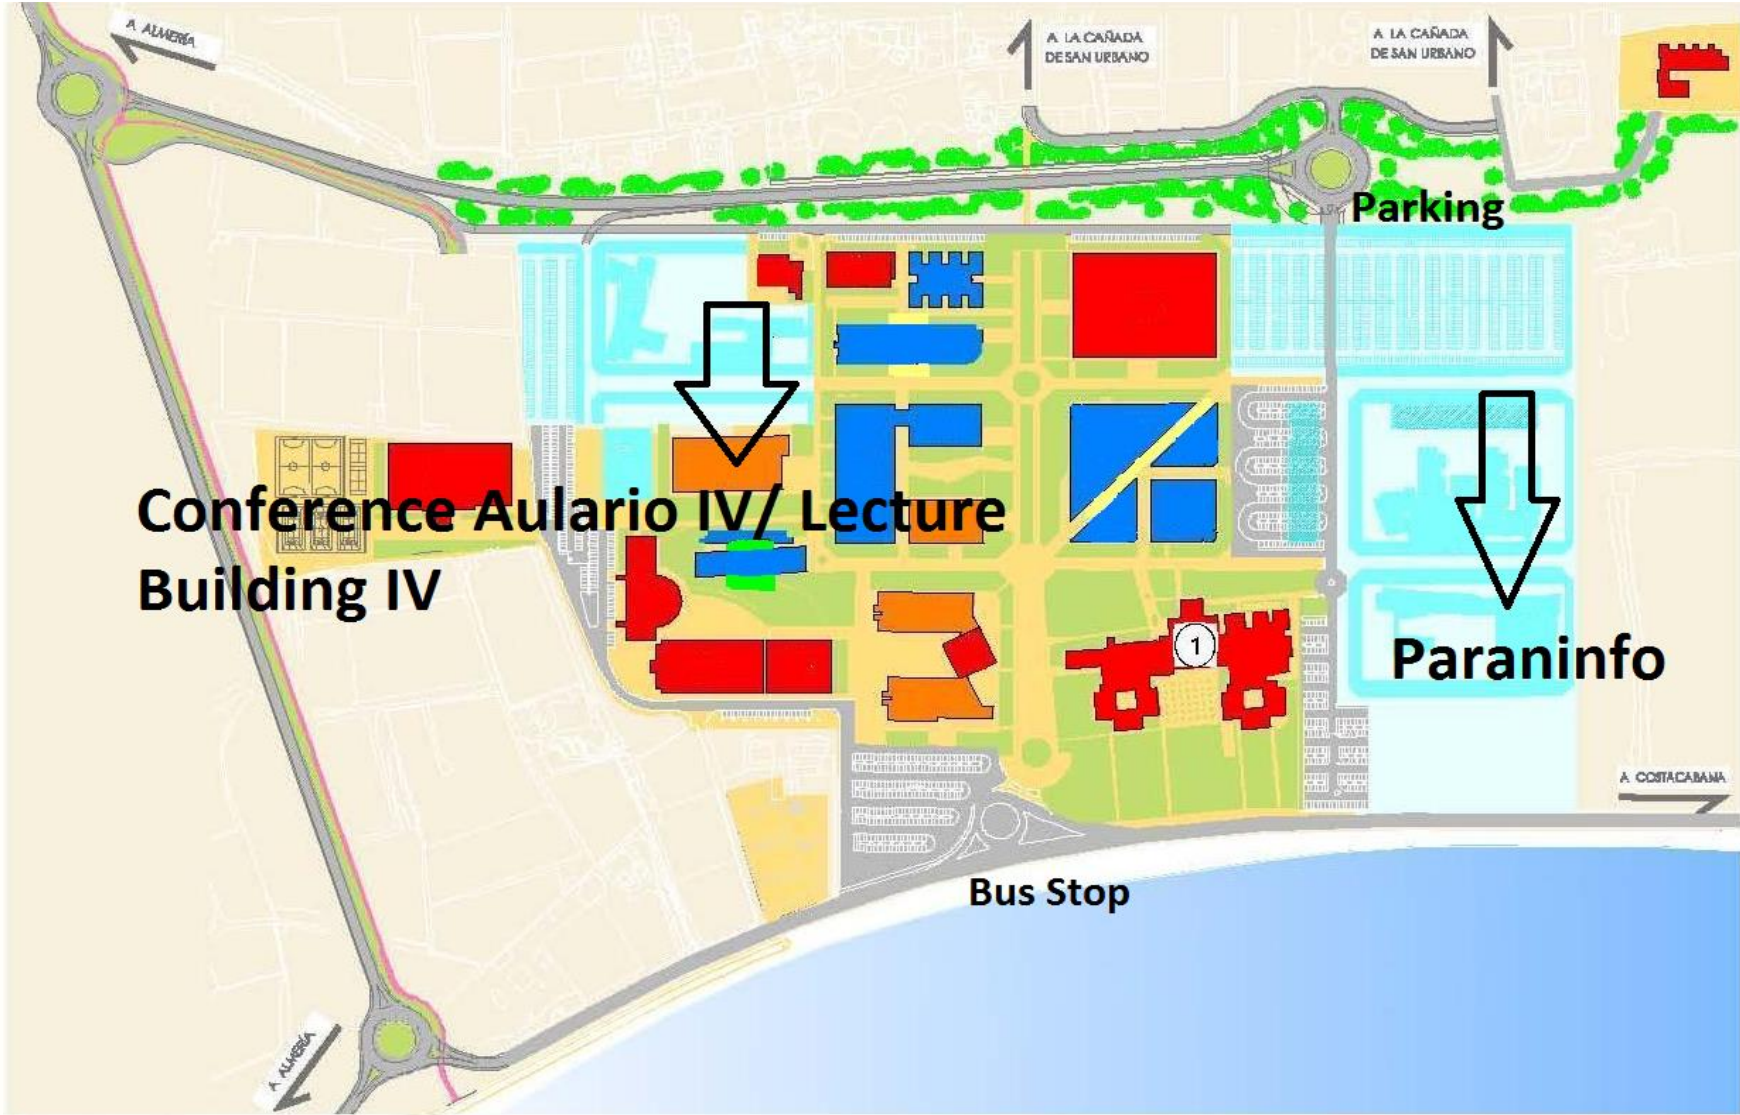 A ALMERÍA
A LA CAÑADA
DE SAN URBANO
A LA CAÑADA
DE SAN URBANO
Parking
Conference Aulario IV/ Lecture
Building IV
1
Paraninfo
A COSTACABANA
Bus Stop
A ALMERÍA